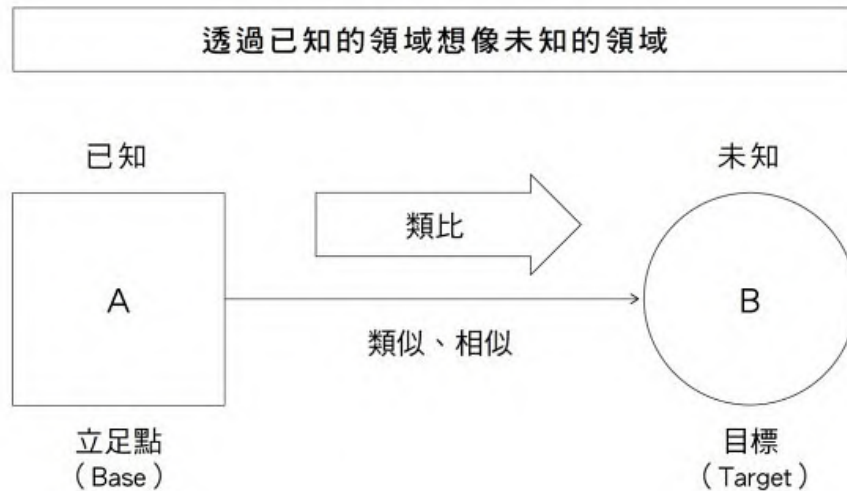 透過已知的領域想像未知的領域
已知
未知
類比
A
B
類似、相似
立足點
(Base)
目標
(Target)